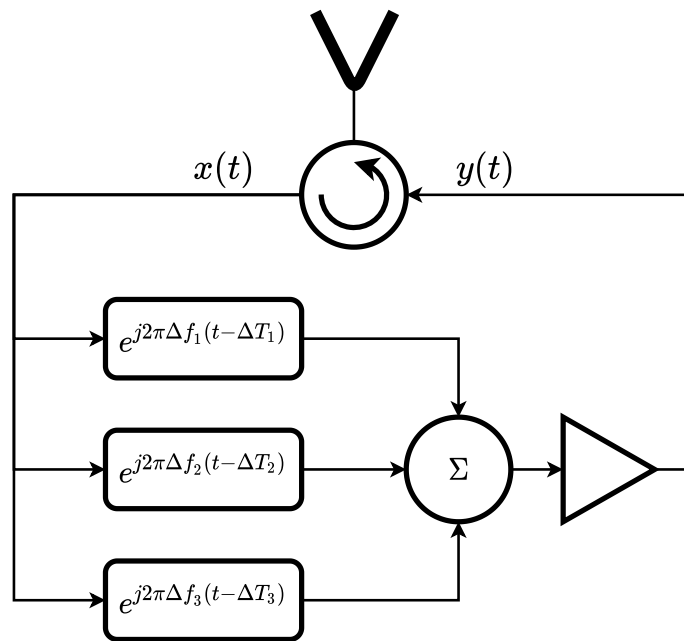 x(t)
y(t)
e^{j2πΔf_1(t−ΔT_1)}
e^{j2πΔf_2(t−ΔT_2)}
Σ
e^{j2πΔf_3(t−ΔT_3)}